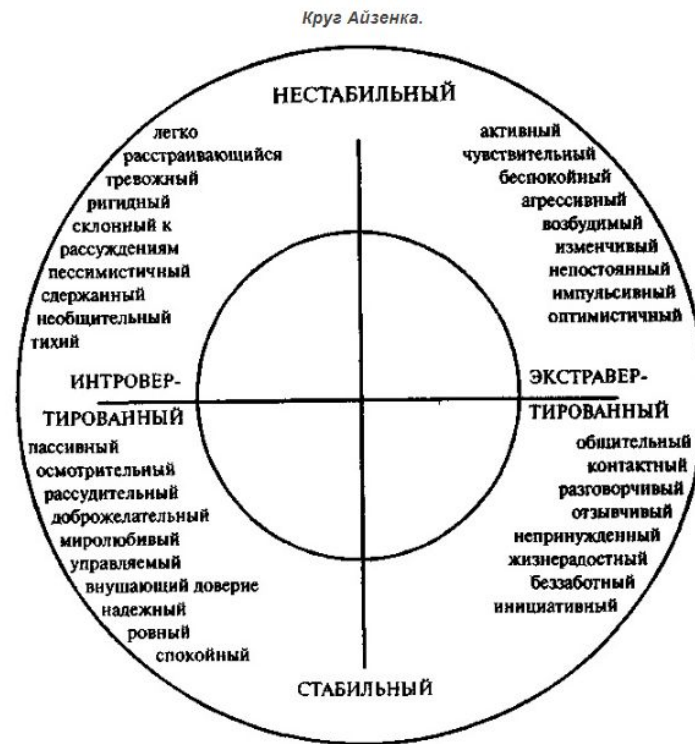 Круг Айзенка.
НЕСТАБИЛЬНЫЙ
легко
расстраивающийся
тревожный
ригидный
склонный к
рассуждениям
пессимистичный
сдержанный
необщительный
тихий
активный
чувствительный
беспокойный
агрессивный
возбудимый
изменчивый
непостоянный
импульсивный
оптимистичный
ИНТРОВЕР-
ТИРОВАННЫЙ
ЭКСТРАВЕР-
ТИРОВАННЫЙ
пассивный
осмотрительный
рассудительный
доброжелательный
миролюбивый
управляемый
внушающий доверие
надежный
ровный
спокойный
общительный
контактный
разговорчивый
отзывчивый
непринужденный
жизнерадостный
беззаботный
инициативный
СТАБИЛЬНЫЙ